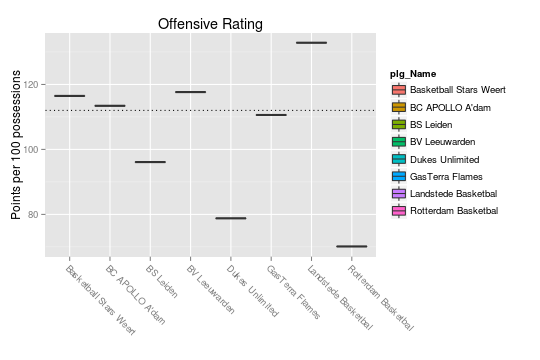 Offensive Rating
Points per 100 possessions
120
100
80
Basketball Stars Weert
BC APOLLO A'dam
BS Leiden
BV Leeuwarden
Dukes Unlimited
GasTerra Flames
Landstede Basketbal
Rotterdam Basketbal
plg_Name
Basketball Stars Weert
BC APOLLO A'dam
BS Leiden
BV Leeuwarden
Dukes Unlimited
GasTerra Flames
Landstede Basketbal
Rotterdam Basketbal